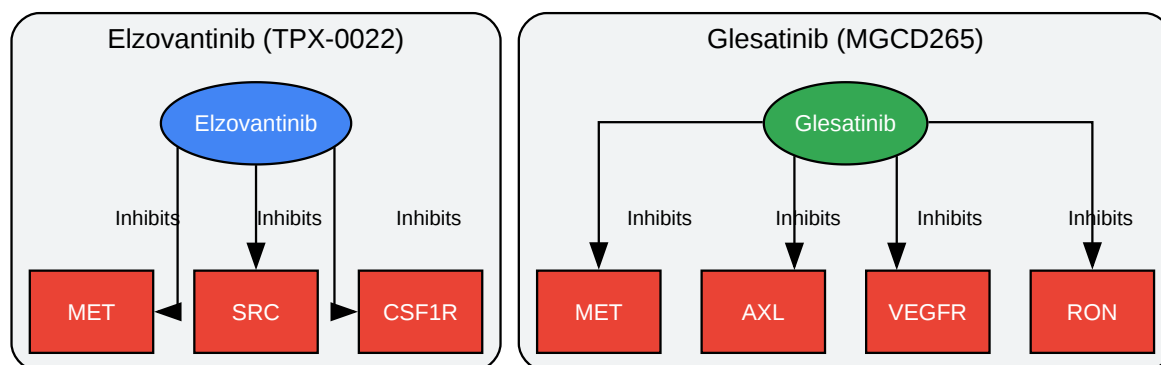 Elzovantinib (TPX-0022)
Elzovantinib
Inhibits
Inhibits
Inhibits
MET
SRC
CSF1R
Glesatinib (MGCD265)
Glesatinib
Inhibits
Inhibits
Inhibits
Inhibits
MET
AXL
VEGFR
RON